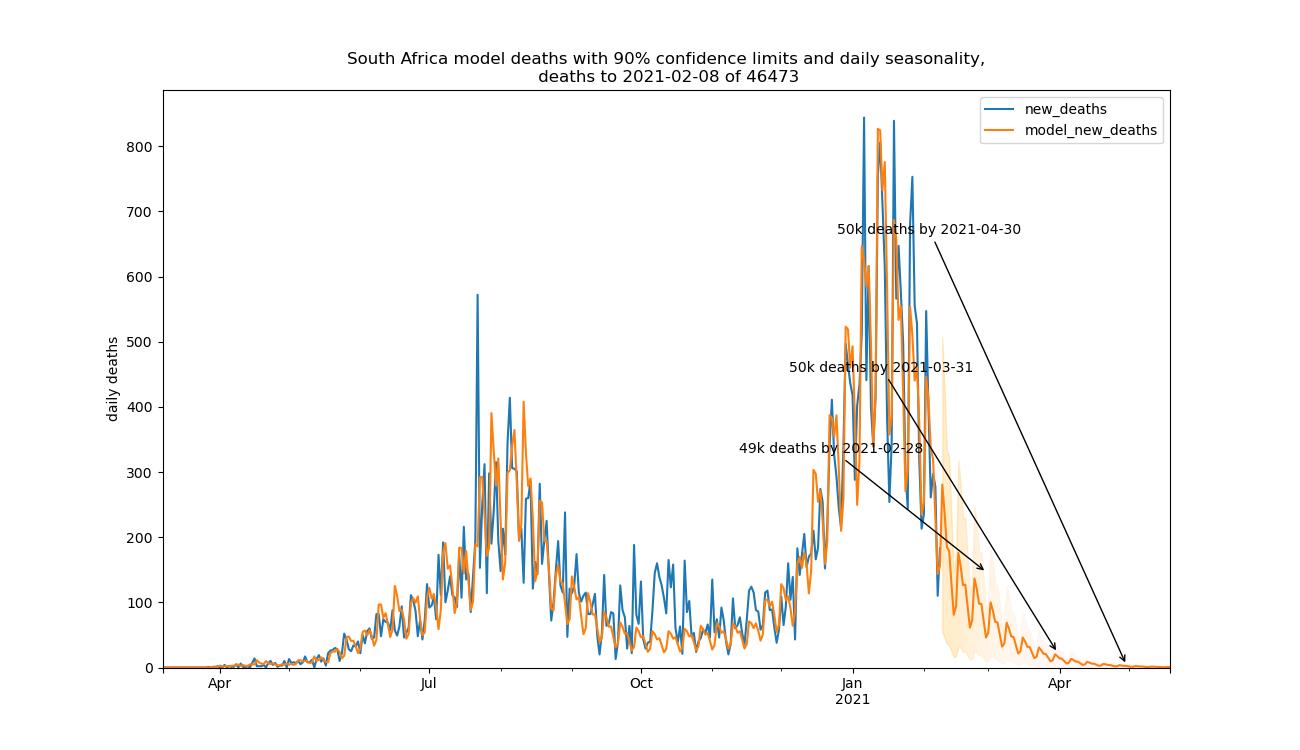 South Africa model deaths with 90% confidence limits and daily seasonality,
deaths to 2021-02-08 of 46473
new_deaths
model_new_deaths
daily deaths
800
700
600
500
400
300
200
100
0
50k deaths by 2021-04-30
50k deaths by 2021-03-31
49k deaths by 2021-02-28
Apr
Jul
Oct
Jan
2021
Apr